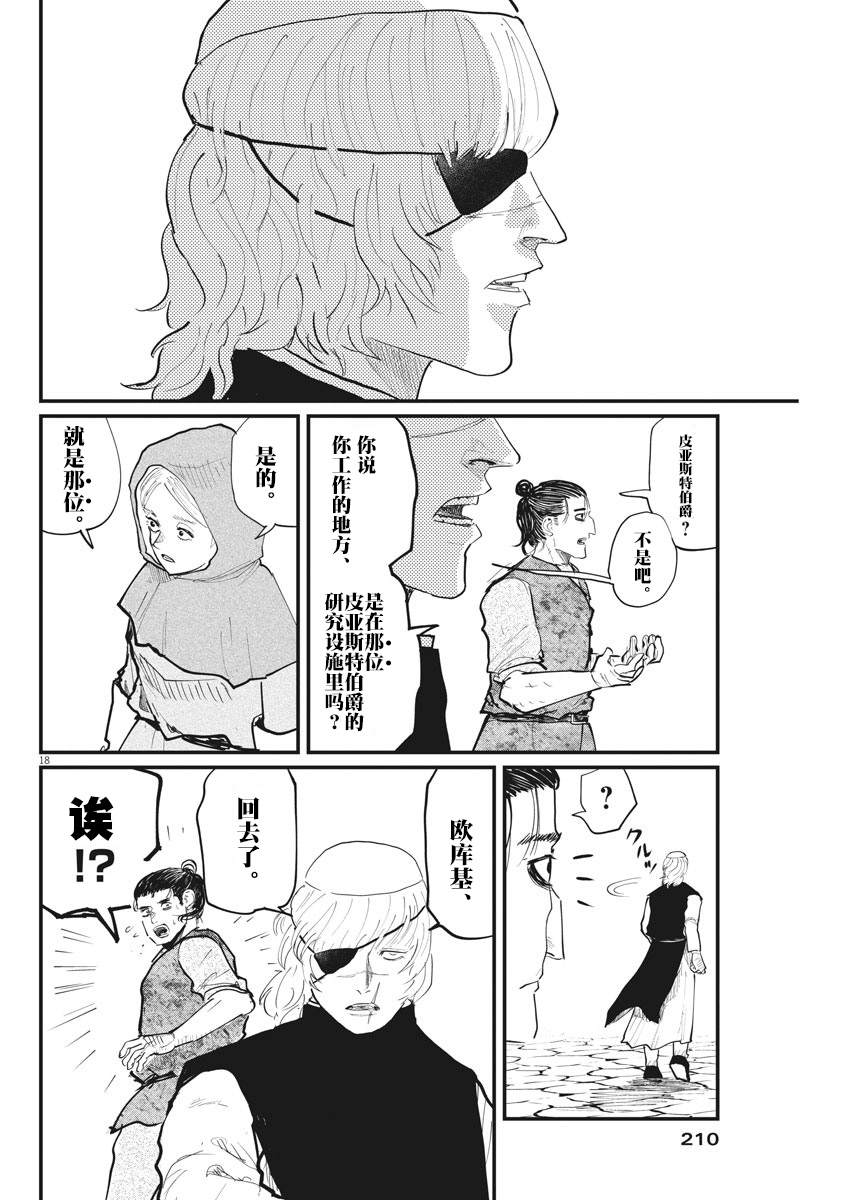 皮亚斯特伯爵？
不是吧。
你说
你工作的地方、
是在那位
皮亚斯特伯爵的
研究设施里吗？
是的。
就是那位。
18
？
クルッ
欧库基、
回去了。
诶
!?
210